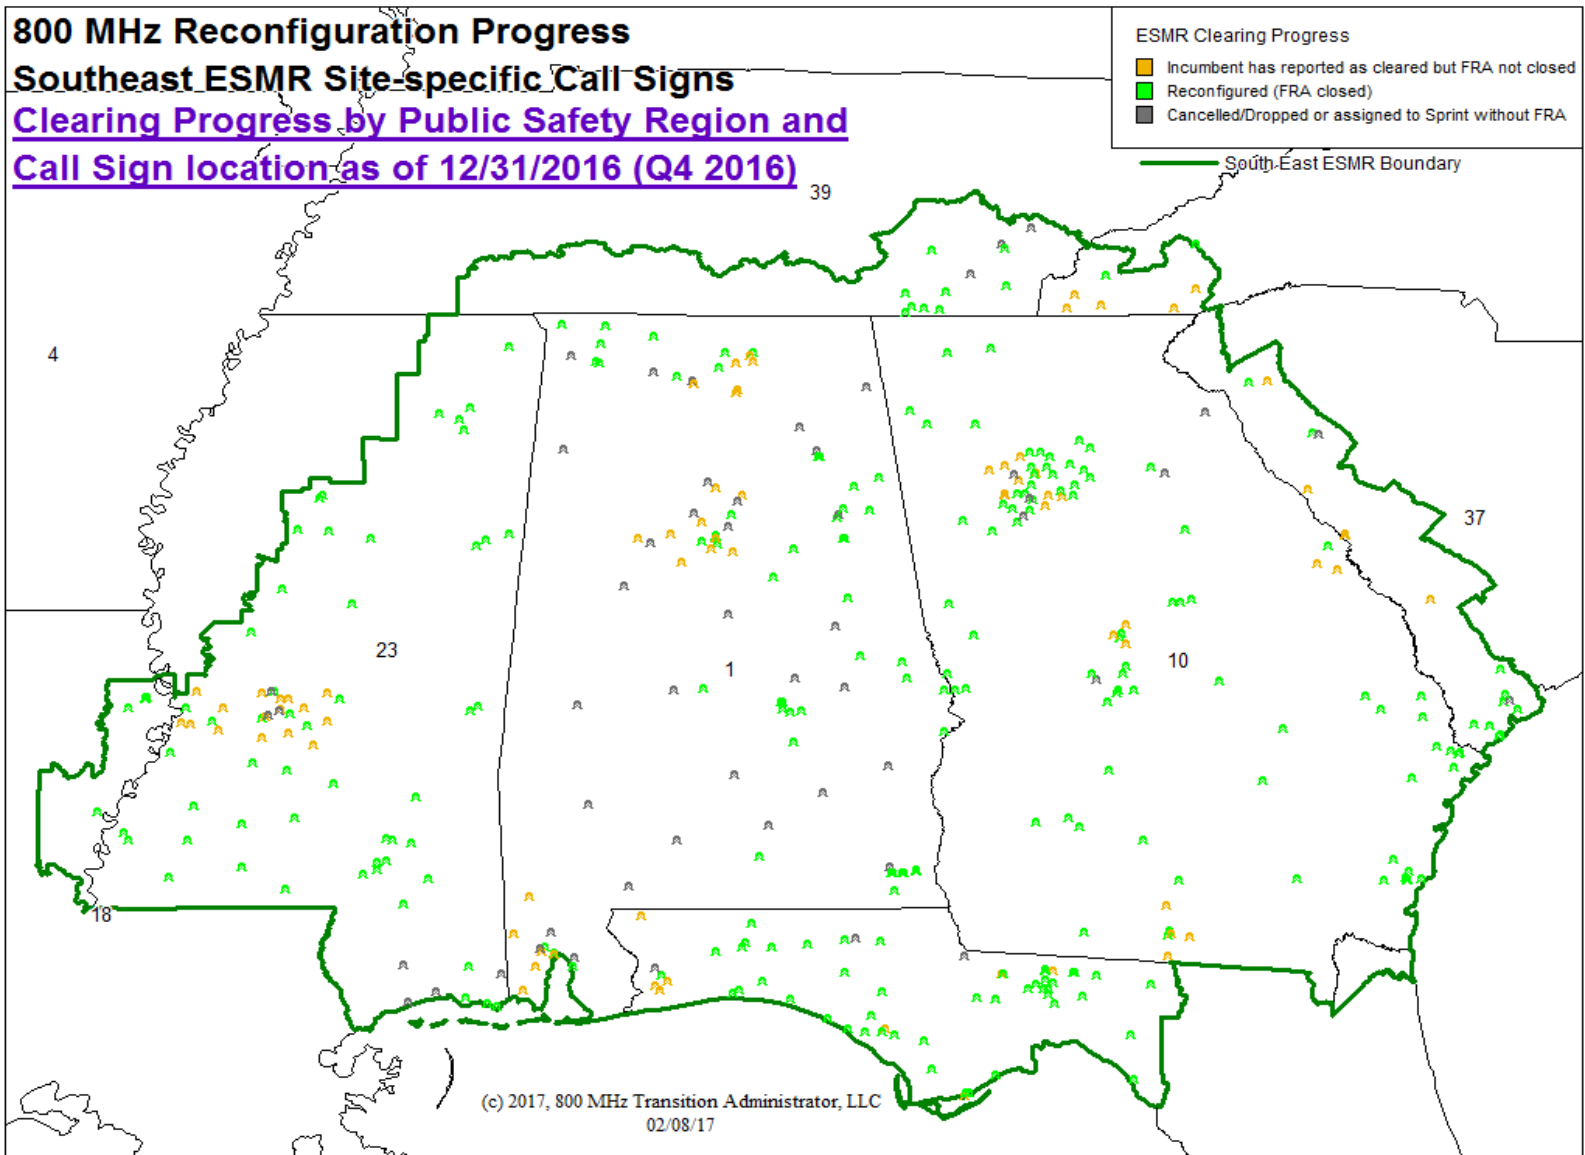 800 MHz Reconfiguration Progress
Southeast ESMR Site-specific Call Signs
Clearing Progress by Public Safety Region and
Call Sign location as of 12/31/2016 (Q4 2016)
ESMR Clearing Progress
Incumbent has reported as cleared but FRA not closed
Reconfigured (FRA closed)
Cancelled/Dropped or assigned to Sprint without FRA
South East ESMR Boundary
39
4
37
23
1
10
18
(c) 2017, 800 MHz Transition Administrator, LLC
02/08/17